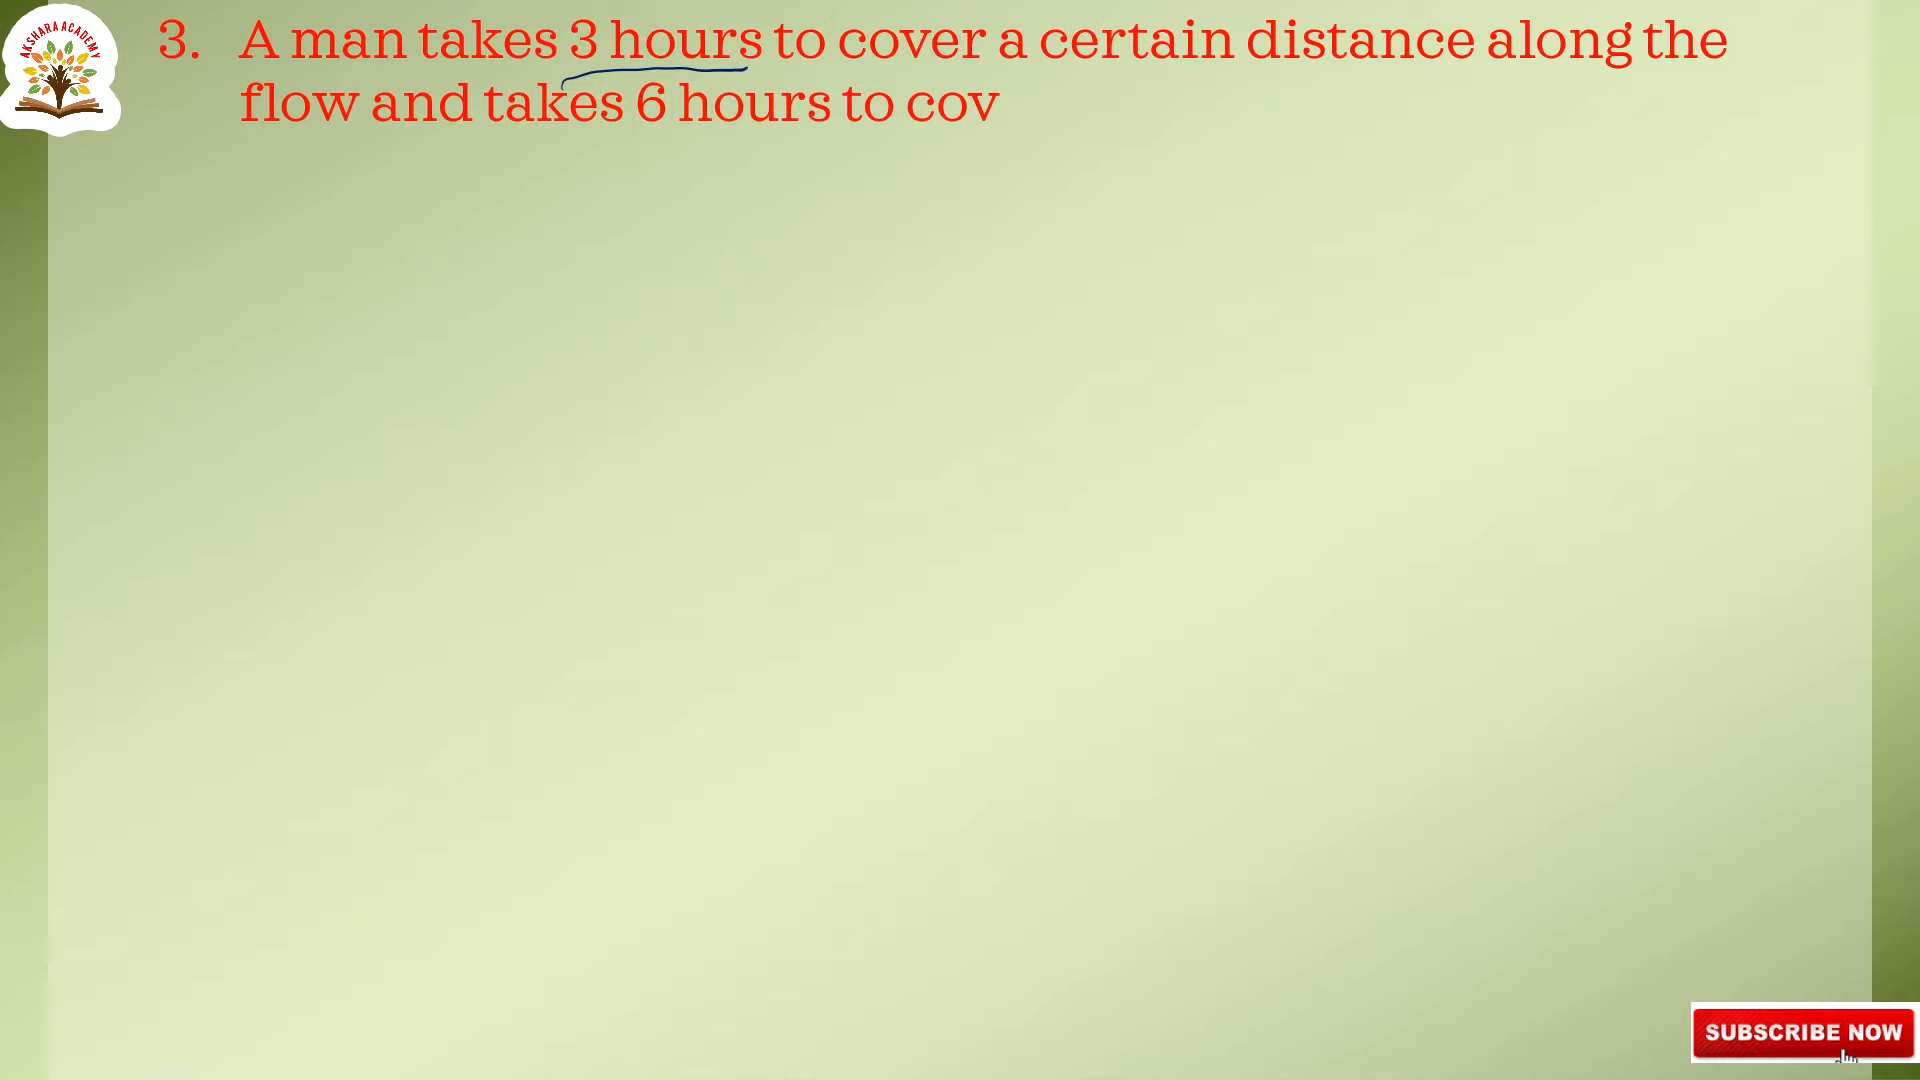 AKSHARA ACADEMY
3. A man takes 3 hours to cover a certain distance along the
flow and takes 6 hours to cov
SUBSCRIBE NOW